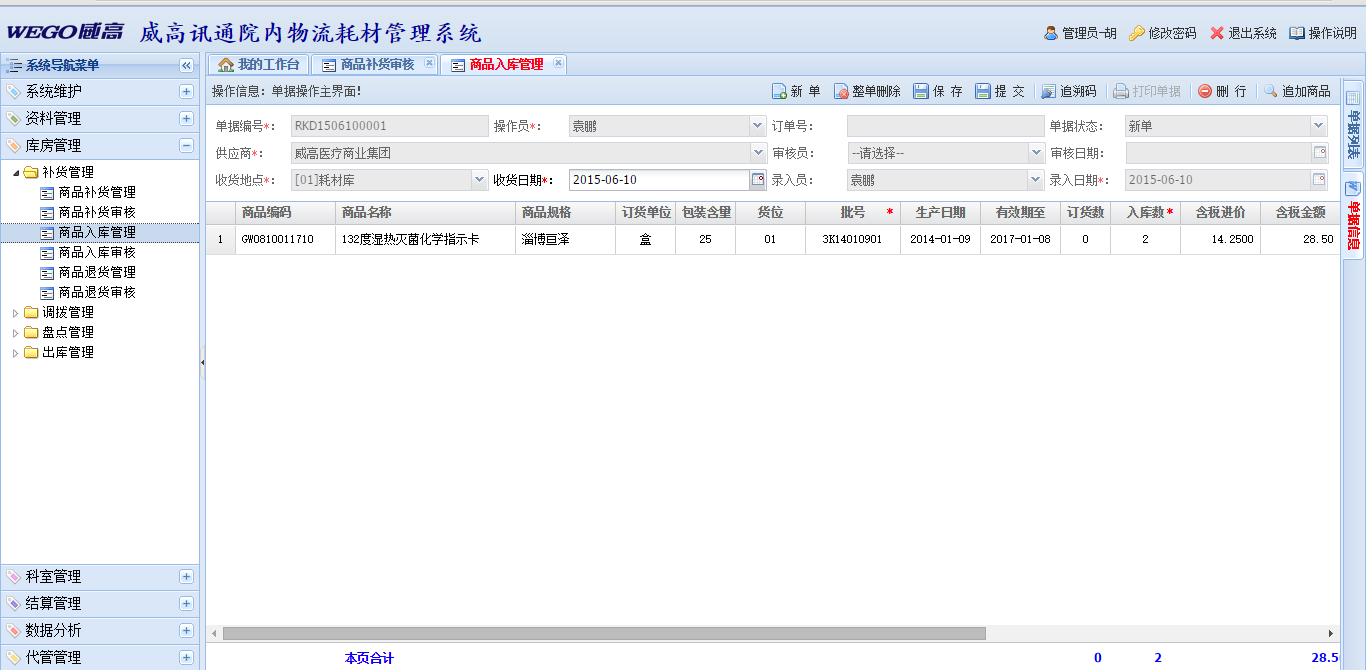 WEGO威高 威高讯通院内物流耗材管理系统
管理员-胡 修改密码 退出系统 操作说明
系统导航菜单
我的工作台 商品补货审核 商品入库管理
系统维护
资料管理
库房管理
补货管理
商品补货管理
商品补货审核
商品入库管理
商品入库审核
商品退货管理
商品退货审核
调拨管理
盘点管理
出库管理
科室管理
结算管理
数据分析
代管管理
操作信息：单据操作主界面！
新 单 整单删除 保 存 提 交 追溯码 打印单据 删 行 追加商品
单据编号*： RKD1506100001 操作员*： 袁鹏 订单号： 单据状态： 新单
供应商*： 威高医疗商业集团 审核员： --请选择-- 审核日期：
收货地点*： [01]耗材库 收货日期*： 2015-06-10 录入员： 袁鹏 录入日期*： 2015-06-10
商品编码 商品名称 商品规格 订货单位 包装含量 货位 批号 * 生产日期 有效期至 订货数 入库数* 含税进价 含税金额
1 GW0810011710 132度湿热灭菌化学指示卡 淄博亘泽 盒 25 01 3K14010901 2014-01-09 2017-01-08 0 2 14.2500 28.50
本页合计 0 2 28.5
单据列表
单据信息